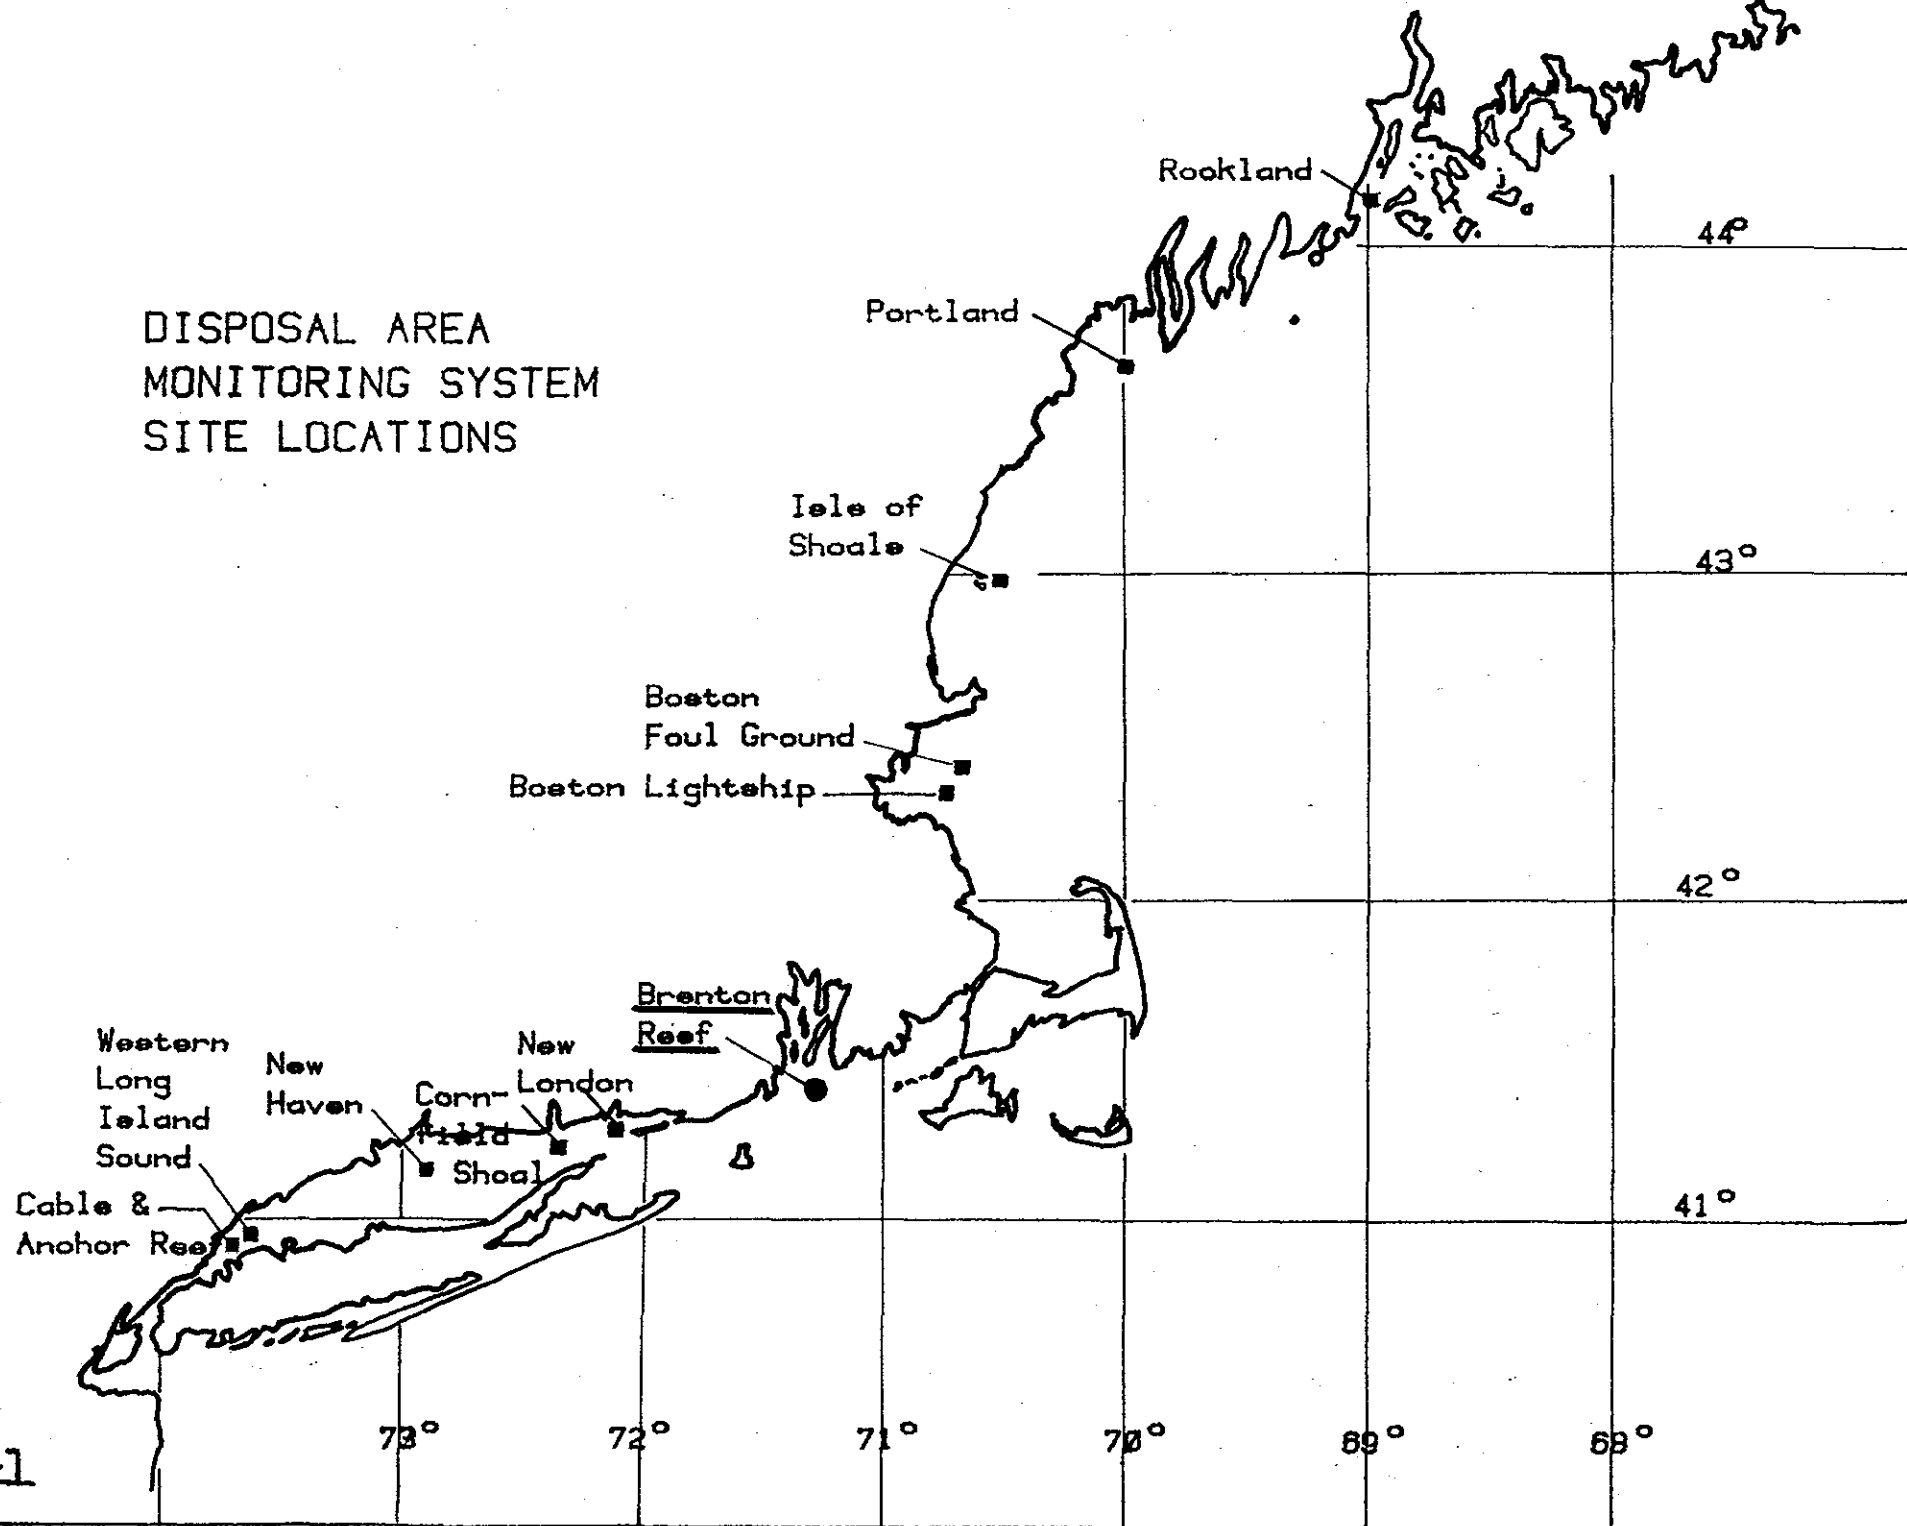 DISPOSAL AREA
MONITORING SYSTEM
SITE LOCATIONS
Rockland
44°
Portland
Isle of
Shoals
43°
Boston
Foul Ground
Boston Lightship
42°
Brenton
Reef
New
London
Corn-
field
Shoal
New
Haven
Western
Long
Island
Sound
Cable &
Anchor Reef
41°
73°
72°
71°
70°
69°
68°
-1